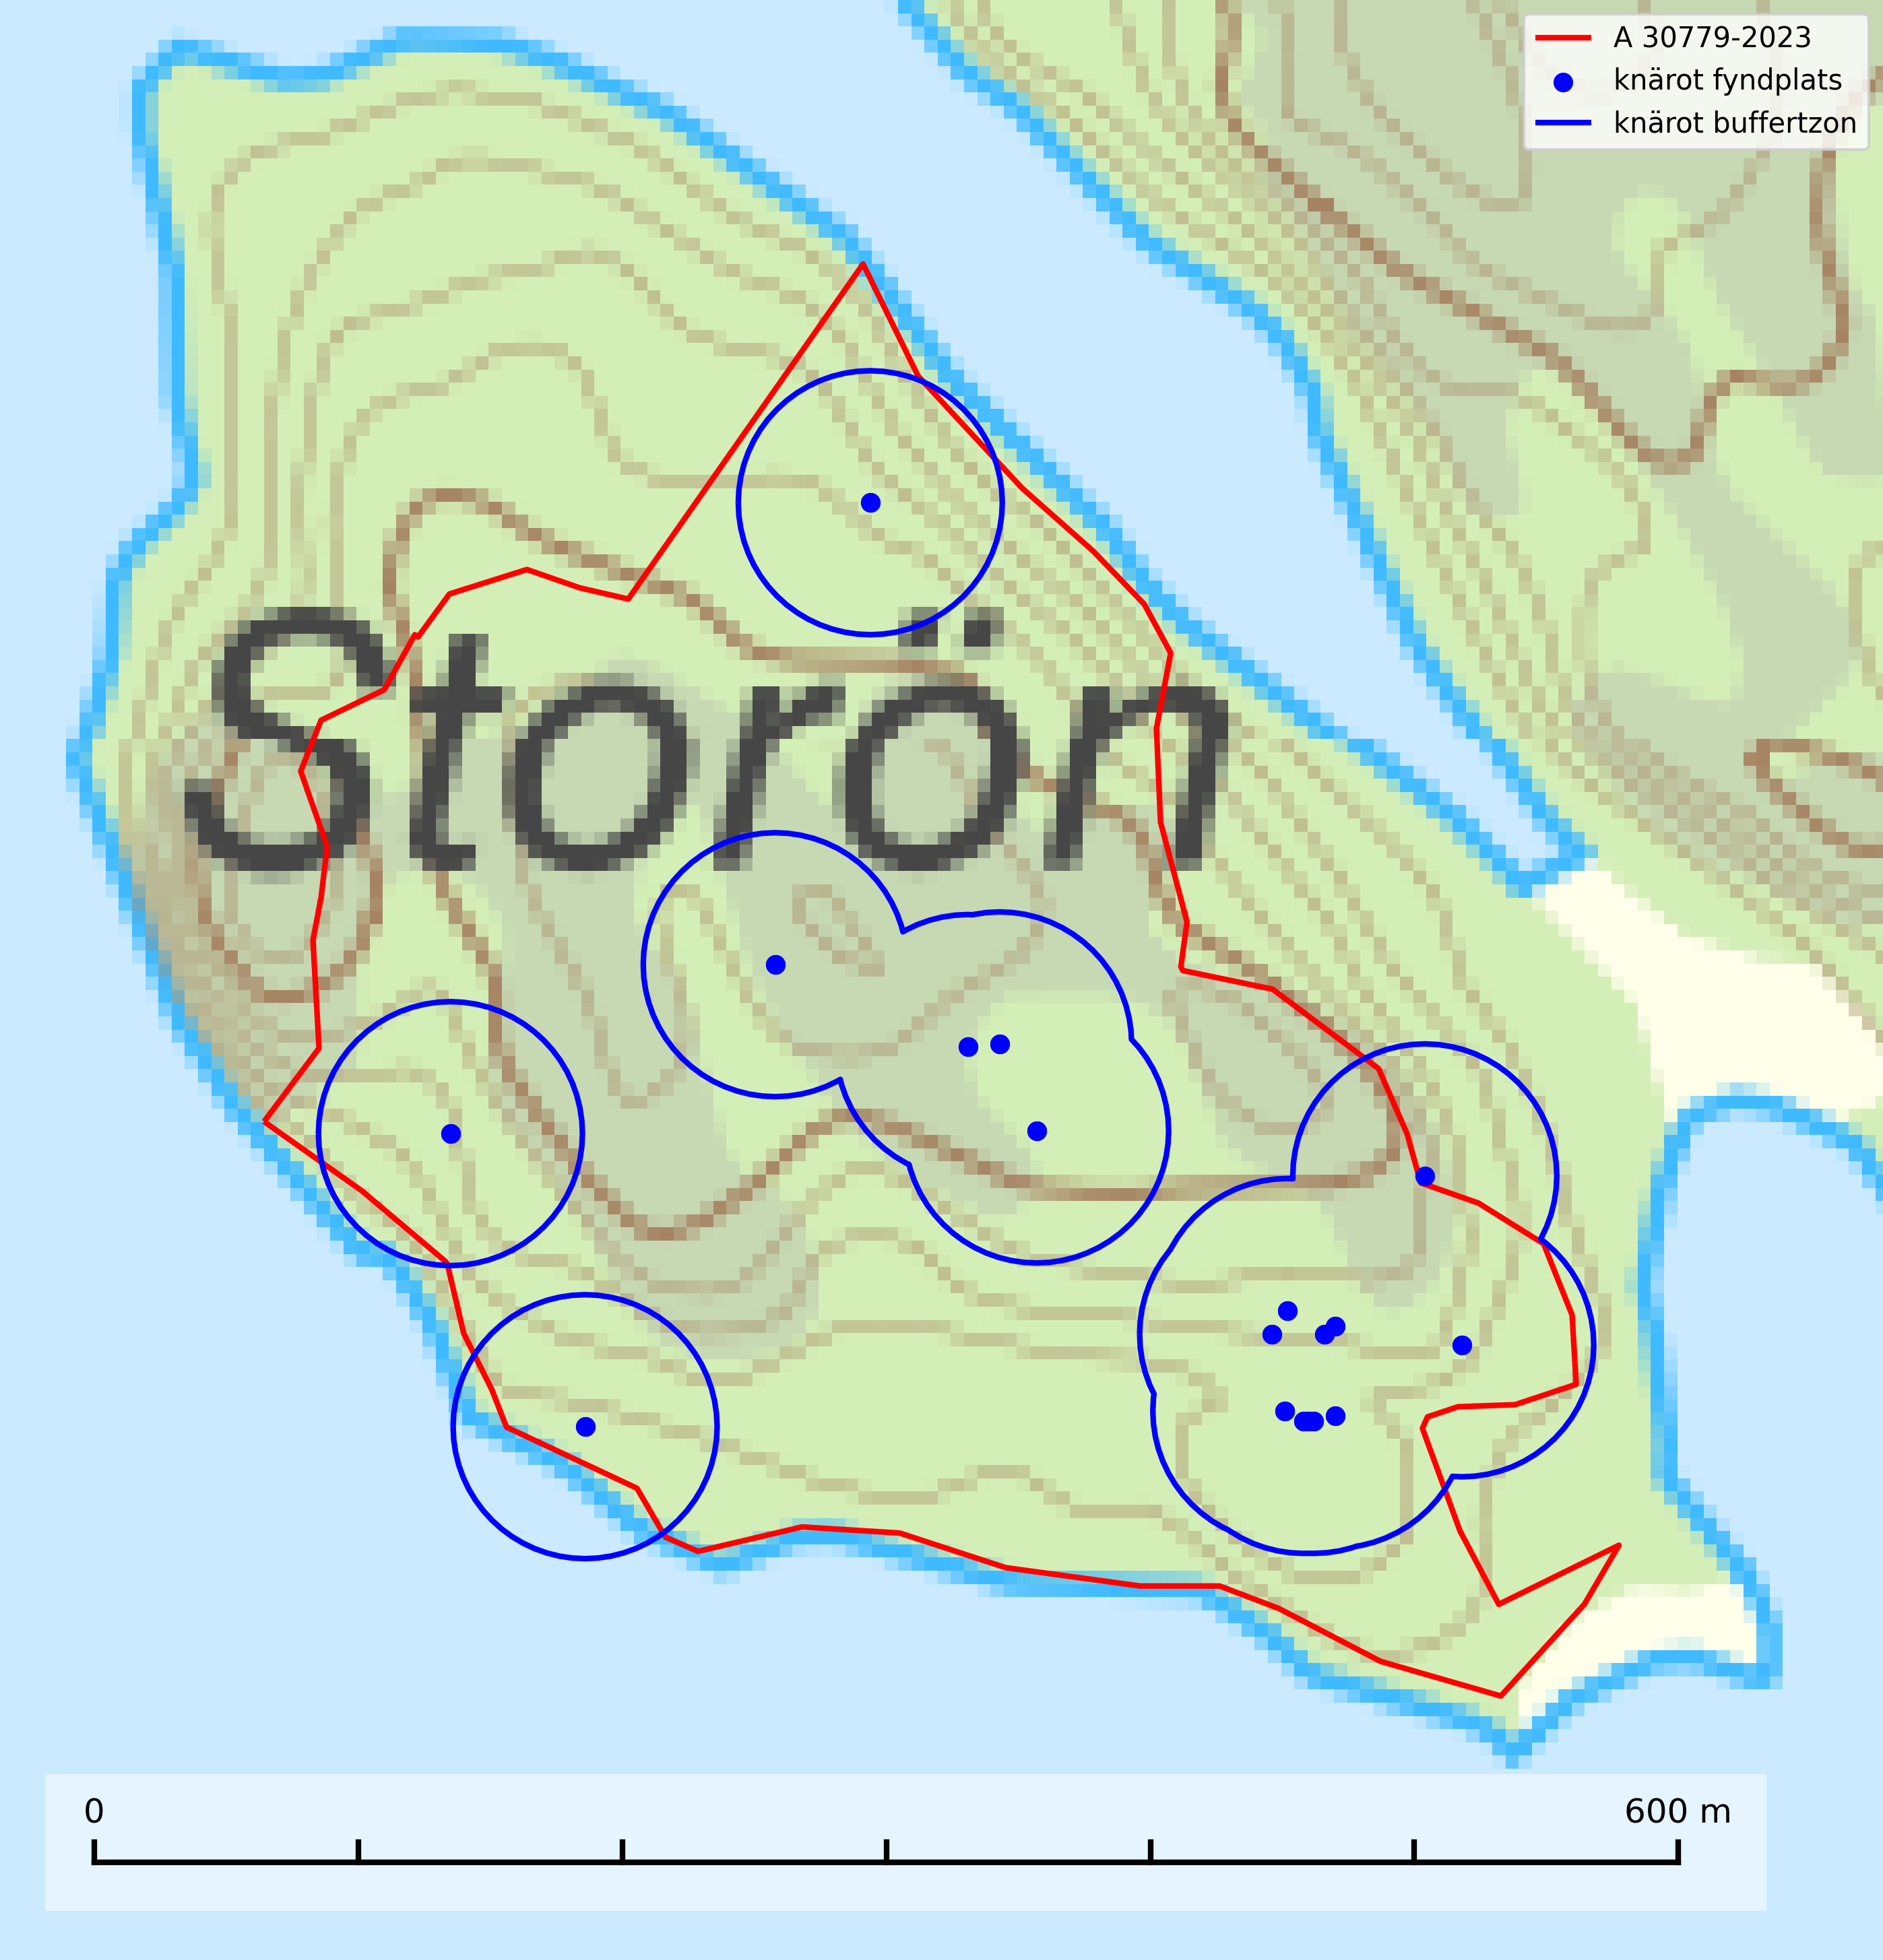 A 30779-2023
knärot fyndplats
knärot buffertzon
Storön
0 600 m